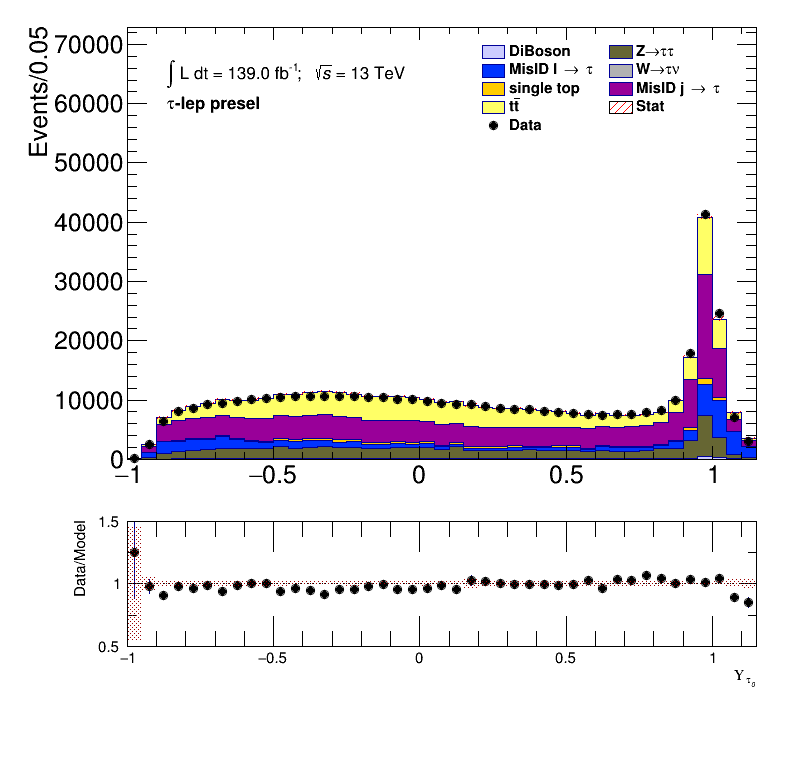 Events/0.05
70000
60000
50000
40000
30000
20000
10000
0
∫ L dt = 139.0 fb⁻¹; √s = 13 TeV
τ-lep presel
DiBoson Z→ττ
MisID l → τ W→τν
single top MisID j → τ
tt̄ Stat
Data
−1 −0.5 0 0.5 1
Data/Model
1.5
1
0.5
−1 −0.5 0 0.5 1
Υτ₀